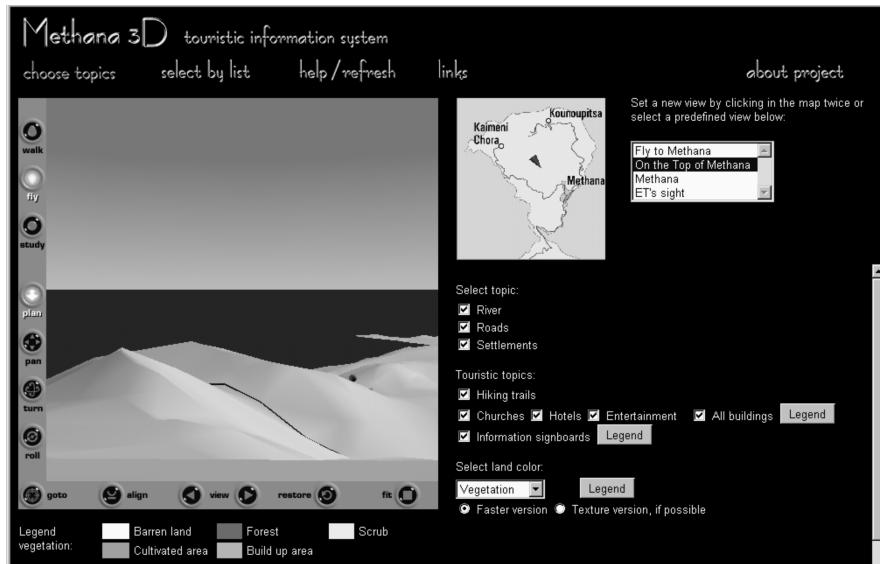 Methana 3D touristic information system
choose topics select by list help/refresh links about project
walk
fly
study
plan
pan
turn
roll
goto align view restore fit
Legend vegetation:
Barren land Forest Scrub
Cultivated area Build up area
Kounoupitsa
Kaimeni
Chora
Methana
Set a new view by clicking in the map twice or
select a predefined view below:
Fly to Methana
On the Top of Methana
Methana
ET's sight
Select topic:
River
Roads
Settlements
Touristic topics:
Hiking trails
Churches Hotels Entertainment All buildings Legend
Information signboards Legend
Select land color:
Vegetation Legend
Faster version Texture version, if possible